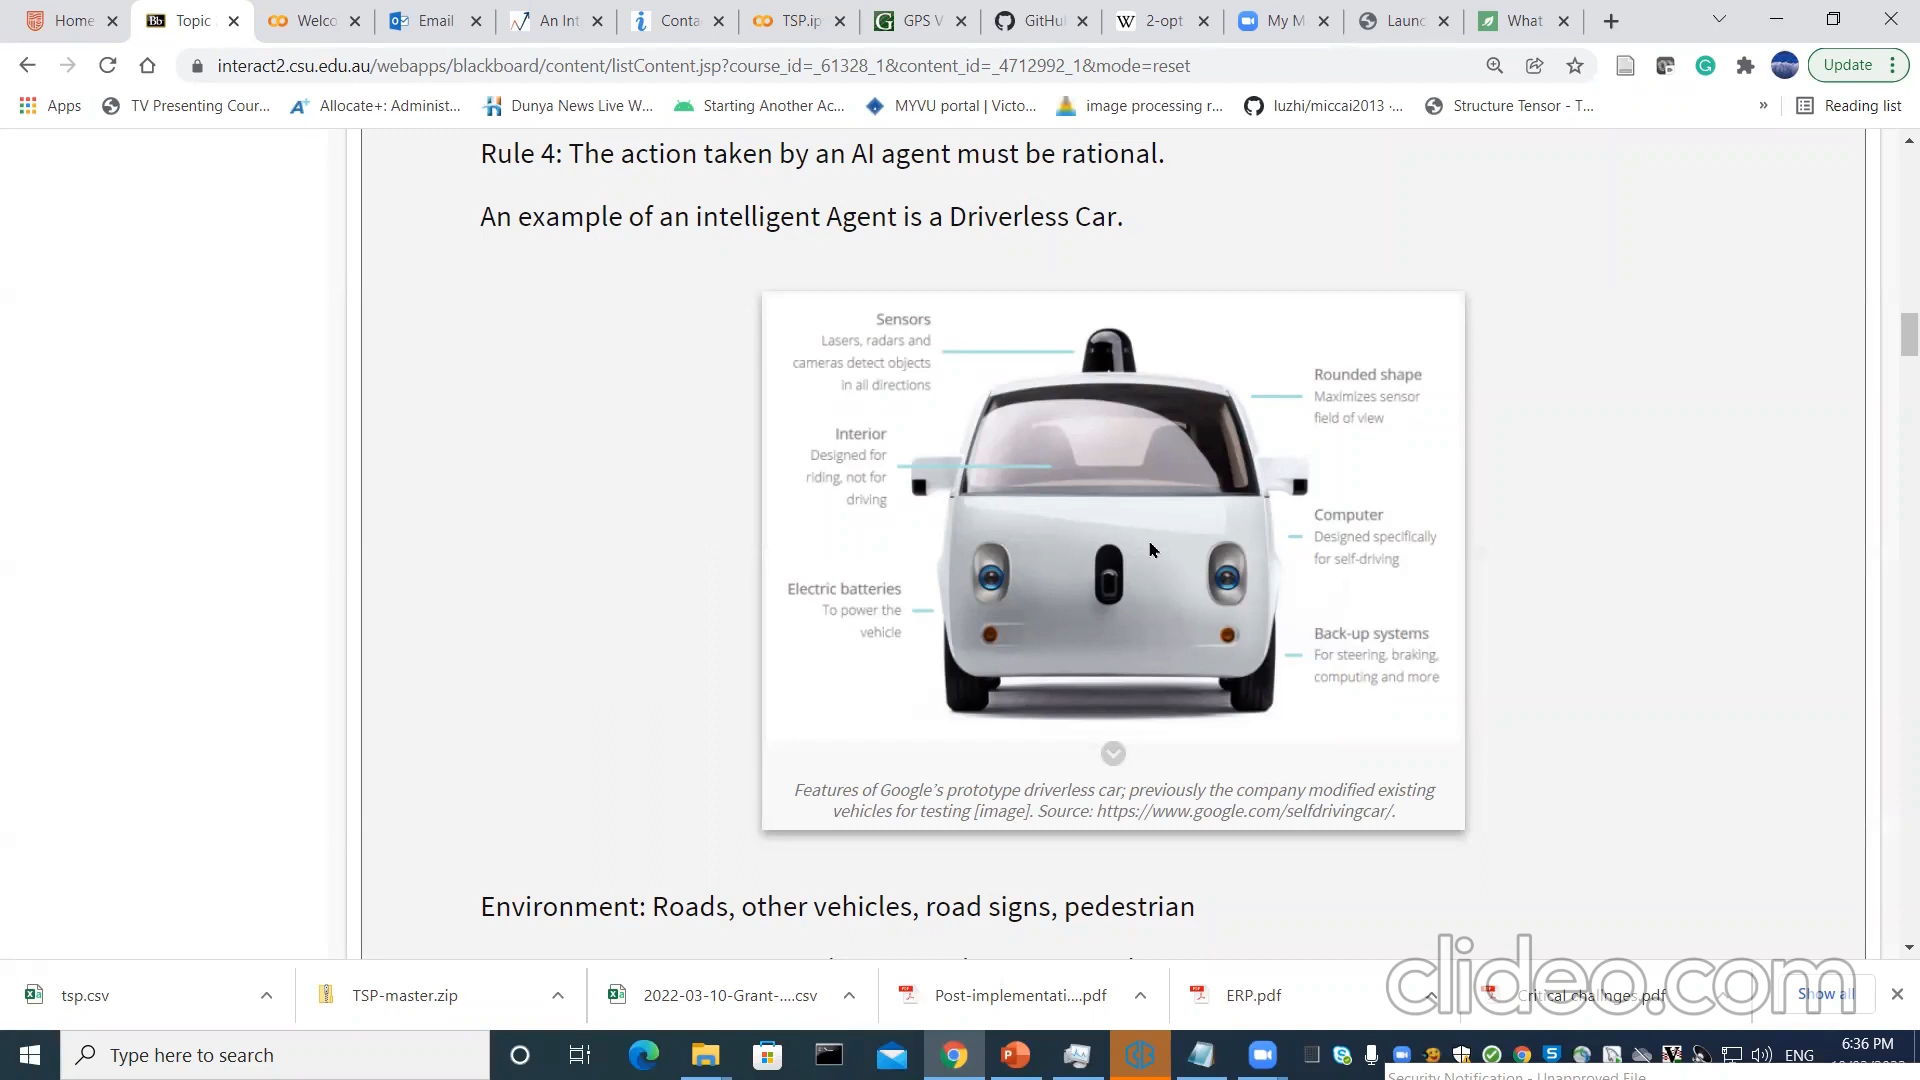 Home
Topic
Welco
Email
An Int
Conta
TSP.ip
GPS V
GitHu
W 2-opt
My M
Launc
What
interact2.csu.edu.au/webapps/blackboard/content/listContent.jsp?course_id=_61328_1&content_id=_4712992_1&mode=reset
Update
Apps
TV Presenting Cour...
Allocate+: Administ...
Dunya News Live W...
Starting Another Ac...
MYVU portal | Victo...
image processing r...
luzhi/miccai2013 ·...
Structure Tensor - T...
»
Reading list
Rule 4: The action taken by an AI agent must be rational.
An example of an intelligent Agent is a Driverless Car.
Sensors
Lasers, radars and
cameras detect objects
in all directions
Interior
Designed for
riding, not for
driving
Electric batteries
To power the
vehicle
Rounded shape
Maximizes sensor
field of view
Computer
Designed specifically
for self-driving
Back-up systems
For steering, braking,
computing and more
Features of Google's prototype driverless car; previously the company modified existing
vehicles for testing [image]. Source: https://www.google.com/selfdrivingcar/.
Environment: Roads, other vehicles, road signs, pedestrian
clideo.com
tsp.csv
TSP-master.zip
2022-03-10-Grant-....csv
Post-implementati....pdf
ERP.pdf
Critical challnges.pdf
Show all
Type here to search
ENG
6:36 PM
Security Notification - Unapproved File